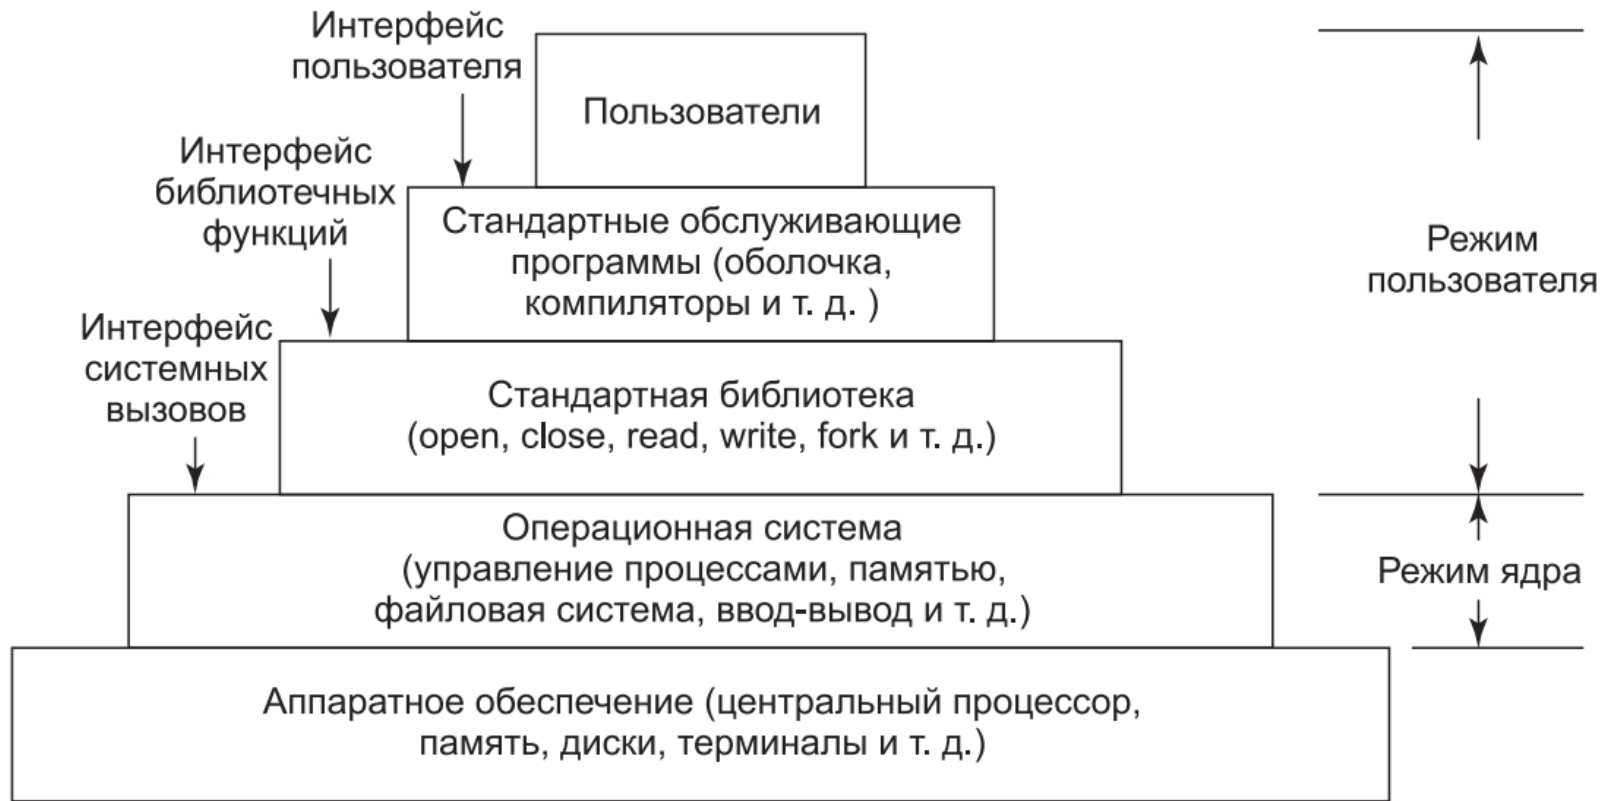 Интерфейс
пользователя
Пользователи
Интерфейс
библиотечных
функций
Стандартные обслуживающие
программы (оболочка,
компиляторы и т. д. )
Режим
пользователя
Интерфейс
системных
вызовов
Стандартная библиотека
(open, close, read, write, fork и т. д.)
Операционная система
(управление процессами, памятью,
файловая система, ввод-вывод и т. д.)
Режим ядра
Аппаратное обеспечение (центральный процессор,
память, диски, терминалы и т. д.)